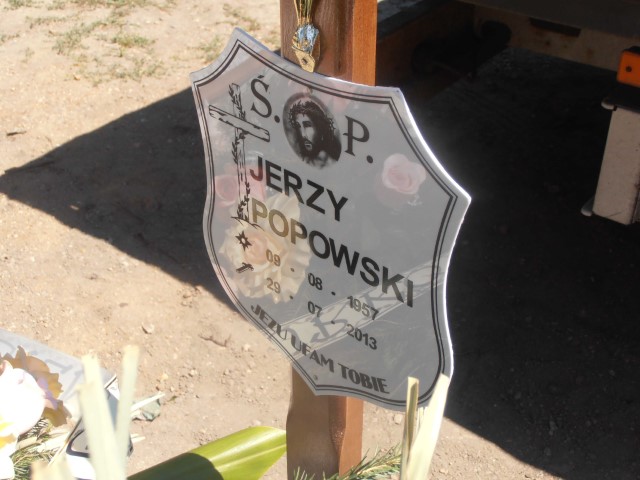 Ś. P.
JERZY
POPOWSKI
09 - 08 - 1957
29 - 07 - 2013
JEZU UFAM TOBIE